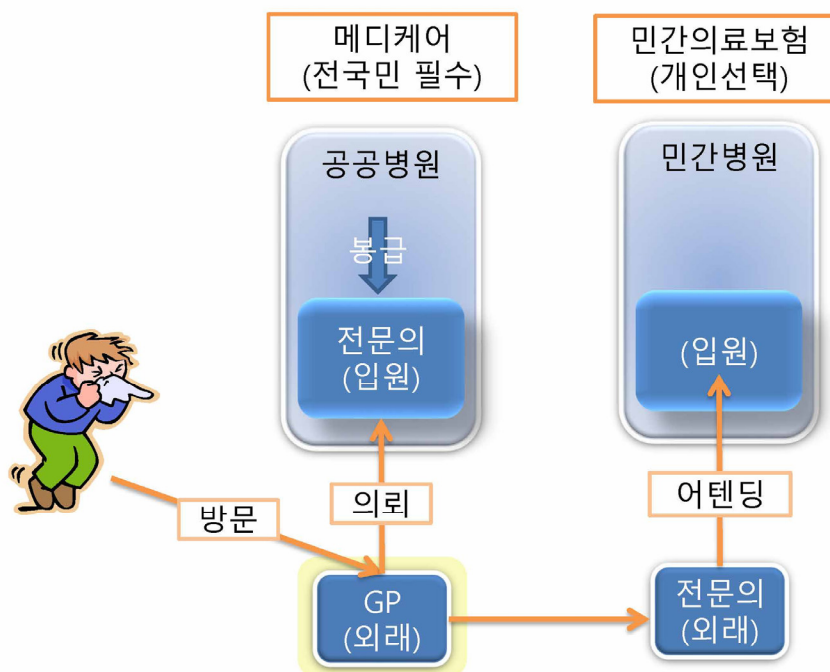 메디케어
(전국민 필수)
민간의료보험
(개인선택)
공공병원
민간병원
봉급
전문의
(입원)
(입원)
방문
의뢰
어텐딩
GP
(외래)
전문의
(외래)